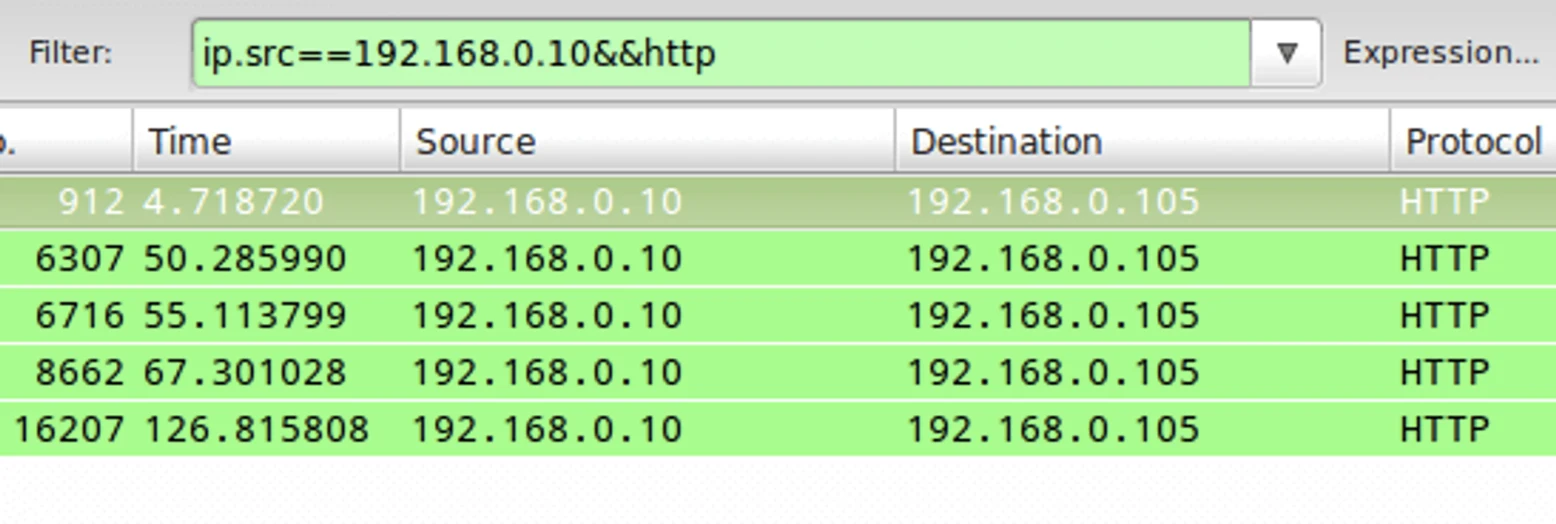 Filter: ip.src==192.168.0.10&&http Expression...
o. Time Source Destination Protocol
912 4.718720 192.168.0.10 192.168.0.105 HTTP
6307 50.285990 192.168.0.10 192.168.0.105 HTTP
6716 55.113799 192.168.0.10 192.168.0.105 HTTP
8662 67.301028 192.168.0.10 192.168.0.105 HTTP
16207 126.815808 192.168.0.10 192.168.0.105 HTTP